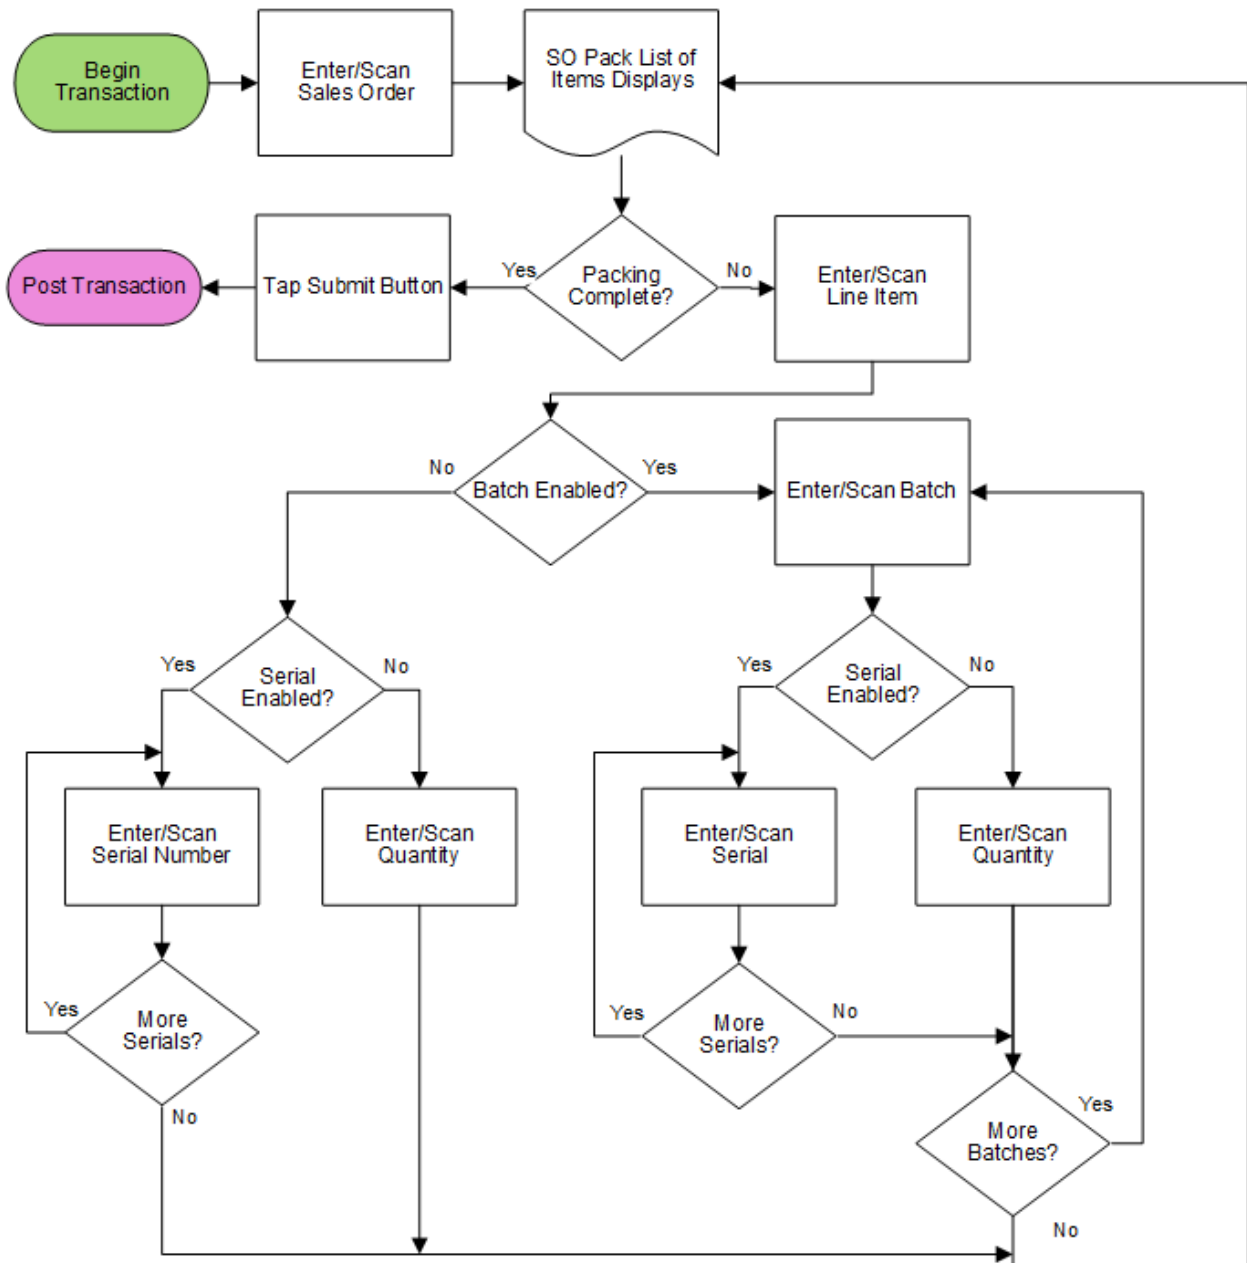 Begin
Transaction
Enter/Scan
Sales Order
SO Pack List of
Items Displays
Post Transaction
Tap Submit Button
Yes
Packing
Complete?
No
Enter/Scan
Line Item
No
Batch Enabled?
Yes
Enter/Scan Batch
Yes
Serial
Enabled?
No
Yes
Serial
Enabled?
No
Enter/Scan
Serial Number
Enter/Scan
Quantity
Enter/Scan
Serial
Enter/Scan
Quantity
Yes
More
Serials?
No
Yes
More
Serials?
No
More
Batches?
Yes
No